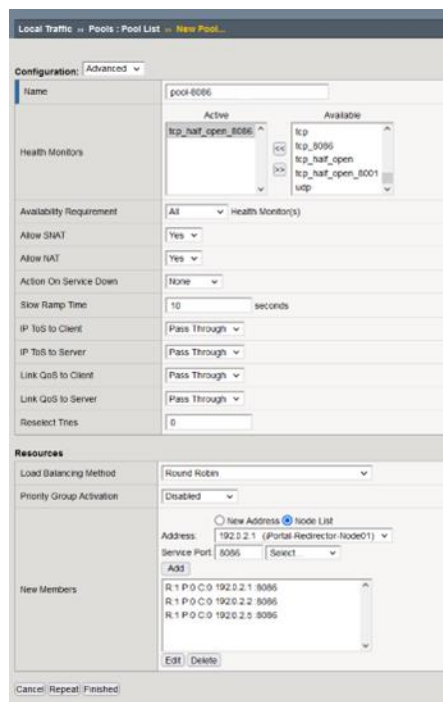 Local Traffic ›› Pools : Pool List ›› New Pool...
Configuration: Advanced
Name pool-8086
Active Available
Health Monitors tcp_half_open_8086 << >> tcp
tcp_8086
tcp_half_open
tcp_half_open_8001
udp
Availability Requirement All Health Monitor(s)
Allow SNAT Yes
Allow NAT Yes
Action On Service Down None
Slow Ramp Time 10 seconds
IP ToS to Client Pass Through
IP ToS to Server Pass Through
Link QoS to Client Pass Through
Link QoS to Server Pass Through
Reselect Tries 0
Resources
Load Balancing Method Round Robin
Priority Group Activation Disabled
New Members
New Address Node List
Address: 192.0.2.1 (iPortal-Redirector-Node01)
Service Port: 8086 Select...
Add
R:1 P:0 C:0 192.0.2.1 :8086
R:1 P:0 C:0 192.0.2.2 :8086
R:1 P:0 C:0 192.0.2.5 :8086
Edit Delete
Cancel Repeat Finished